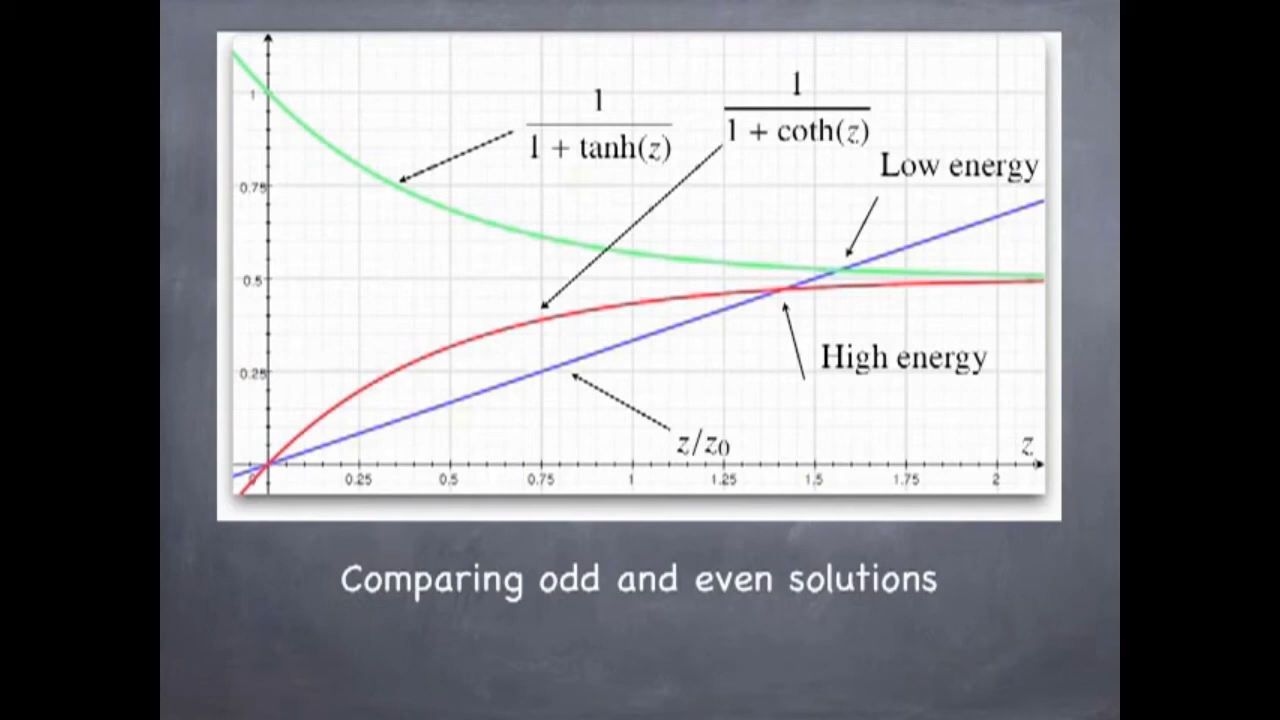 1
1 / (1 + tanh(z))
1 / (1 + coth(z))
Low energy
0.75
0.5
High energy
0.25
z/z0
z
0 0.25 0.5 0.75 1 1.25 1.5 1.75 2
Comparing odd and even solutions